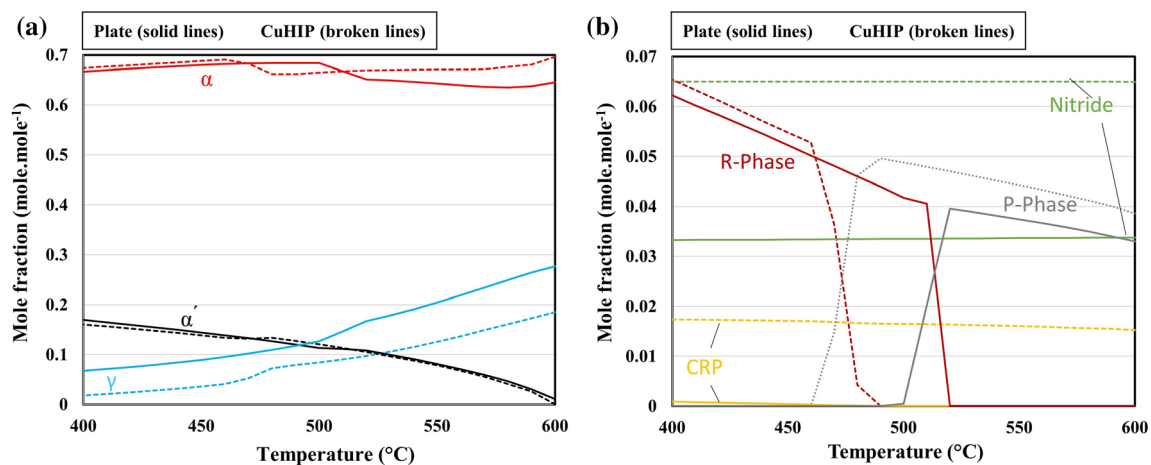 (a)
Plate (solid lines) CuHIP (broken lines)
0.7
0.6
0.5
0.4
0.3
0.2
0.1
0
Mole fraction (mole.mole⁻¹)
α
α´
γ
400
450
500
550
600
Temperature (°C)
(b)
Plate (solid lines) CuHIP (broken lines)
0.07
0.06
0.05
0.04
0.03
0.02
0.01
0
Mole fraction (mole.mole⁻¹)
Nitride
R-Phase
P-Phase
CRP
400
450
500
550
600
Temperature (°C)